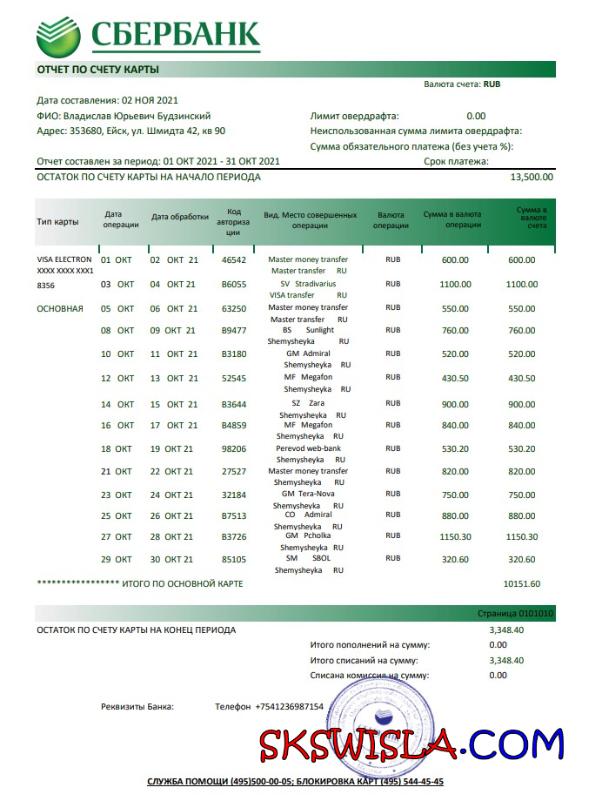 СБЕРБАНК
ОТЧЕТ ПО СЧЕТУ КАРТЫ
Валюта счета: RUB
Дата составления: 02 НОЯ 2021
ФИО: Владислав Юрьевич Будзинский Лимит овердрафта: 0.00
Адрес: 353680, Ейск, ул. Шмидта 42, кв 90 Неиспользованная сумма лимита овердрафта:
Сумма обязательного платежа (без учета %):
Отчет составлен за период: 01 ОКТ 2021 - 31 ОКТ 2021 Срок платежа:
ОСТАТОК ПО СЧЕТУ КАРТЫ НА НАЧАЛО ПЕРИОДА 13,500.00
Тип карты Дата операции Дата обработки Код авториза ции Вид. Место совершенных операции Валюта операции Сумма в валюта операции Сумма в валюте счета
VISA ELECTRON 01 ОКТ 02 ОКТ 21 46542 Master money transfer RUB 600.00 600.00
XXXX XXXX XXX1 Master transfer RU
8356 03 ОКТ 04 ОКТ 21 B6055 SV Stradivarius RUB 1100.00 1100.00
VISA transfer RU
ОСНОВНАЯ 05 ОКТ 06 ОКТ 21 63250 Master money transfer RUB 550.00 550.00
Master transfer RU
08 ОКТ 09 ОКТ 21 B9477 BS Sunlight RUB 760.00 760.00
Shemysheyka RU
10 ОКТ 11 ОКТ 21 B3180 GM Admiral RUB 520.00 520.00
Shemysheyka RU
12 ОКТ 13 ОКТ 21 52545 MF Megafon RUB 430.50 430.50
Shemysheyka RU
14 ОКТ 15 ОКТ 21 B3644 SZ Zara RUB 900.00 900.00
Shemysheyka RU
16 ОКТ 17 ОКТ 21 B4859 MF Megafon RUB 840.00 840.00
Shemysheyka RU
18 ОКТ 19 ОКТ 21 98206 Perevod web-bank RUB 530.20 530.20
Shemysheyka RU
21 ОКТ 22 ОКТ 21 27527 Master money transfer RUB 820.00 820.00
Shemysheyka RU
23 ОКТ 24 ОКТ 21 32184 GM Tera-Nova RUB 750.00 750.00
Shemysheyka RU
25 ОКТ 26 ОКТ 21 B7513 CO Admiral RUB 880.00 880.00
Shemysheyka RU
27 ОКТ 28 ОКТ 21 B3726 GM Pcholka RUB 1150.30 1150.30
Shemysheyka RU
29 ОКТ 30 ОКТ 21 85105 SM SBOL RUB 320.60 320.60
Shemysheyka RU
***************** ИТОГО ПО ОСНОВНОЙ КАРТЕ 10151.60
Страница 0101010
ОСТАТОК ПО СЧЕТУ КАРТЫ НА КОНЕЦ ПЕРИОДА 3,348.40
Итого пополнений на сумму: 0.00
Итого списаний на сумму: 3,348.40
Списана комиссия на сумму: 0.00
Реквизиты Банка: Телефон +7541236987154
SKSWISLA.COM
СЛУЖБА ПОМОЩИ (495)500-00-05; БЛОКИРОВКА КАРТ (495) 544-45-45